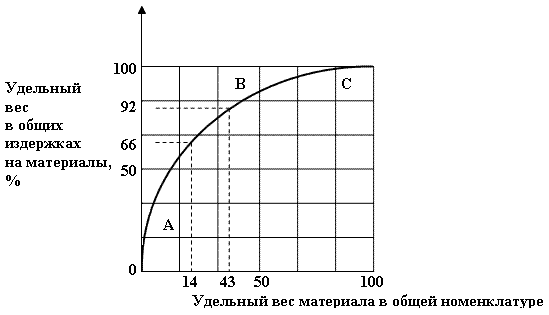 100
Удельный
вес
в общих
издержках
на материалы,
%
92
66
50
0
A
B
C
14
43
50
100
Удельный вес материала в общей номенклатуре